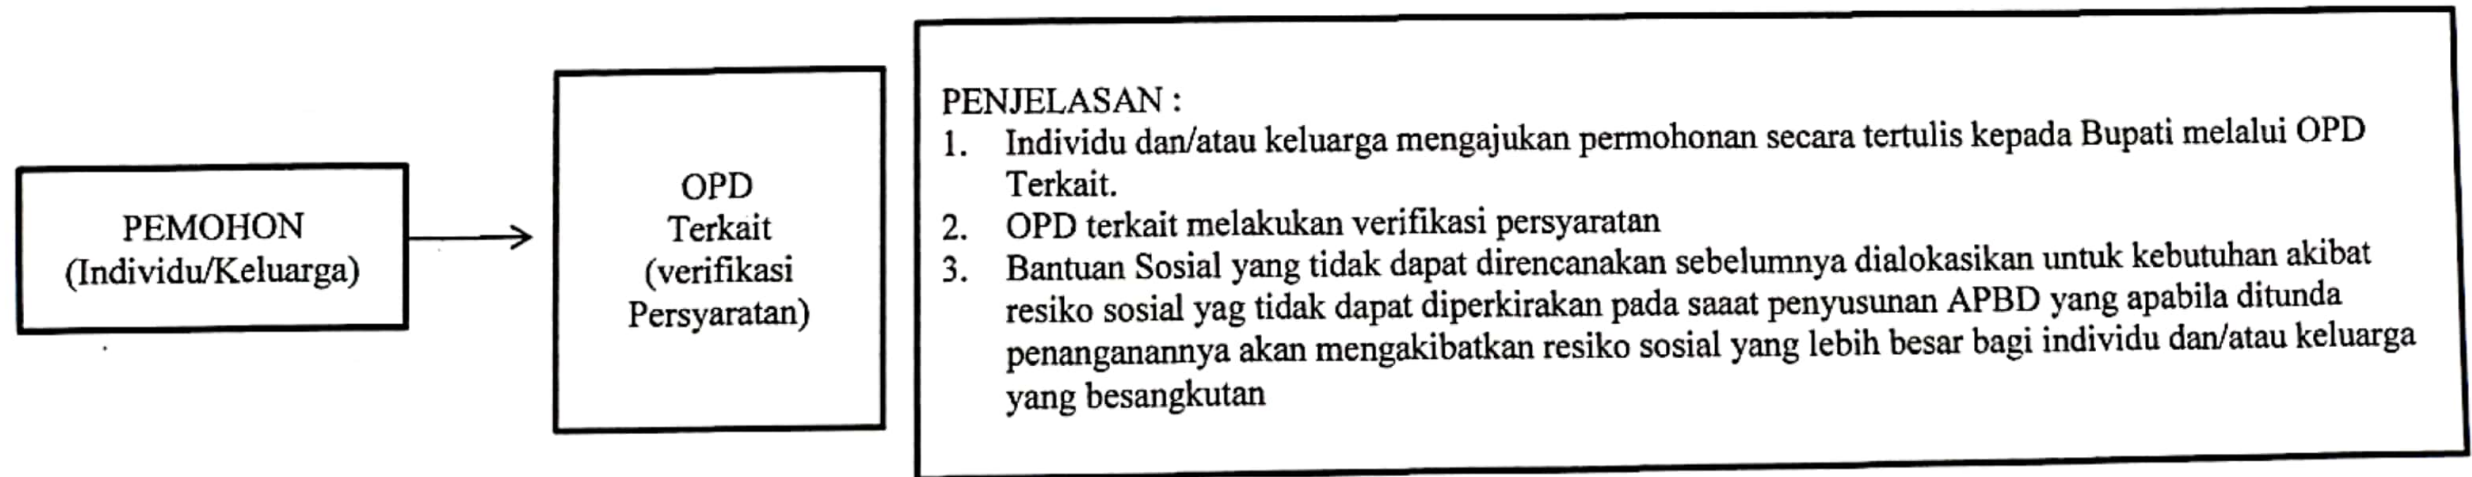 PEMOHON
(Individu/Keluarga)
OPD
Terkait
(verifikasi
Persyaratan)
PENJELASAN :
1. Individu dan/atau keluarga mengajukan permohonan secara tertulis kepada Bupati melalui OPD
Terkait.
2. OPD terkait melakukan verifikasi persyaratan
3. Bantuan Sosial yang tidak dapat direncanakan sebelumnya dialokasikan untuk kebutuhan akibat
resiko sosial yag tidak dapat diperkirakan pada saaat penyusunan APBD yang apabila ditunda
penanganannya akan mengakibatkan resiko sosial yang lebih besar bagi individu dan/atau keluarga
yang besangkutan